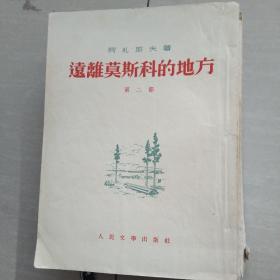 阿札耶夫著
遠離莫斯科的地方
第二部
人民文學出版社